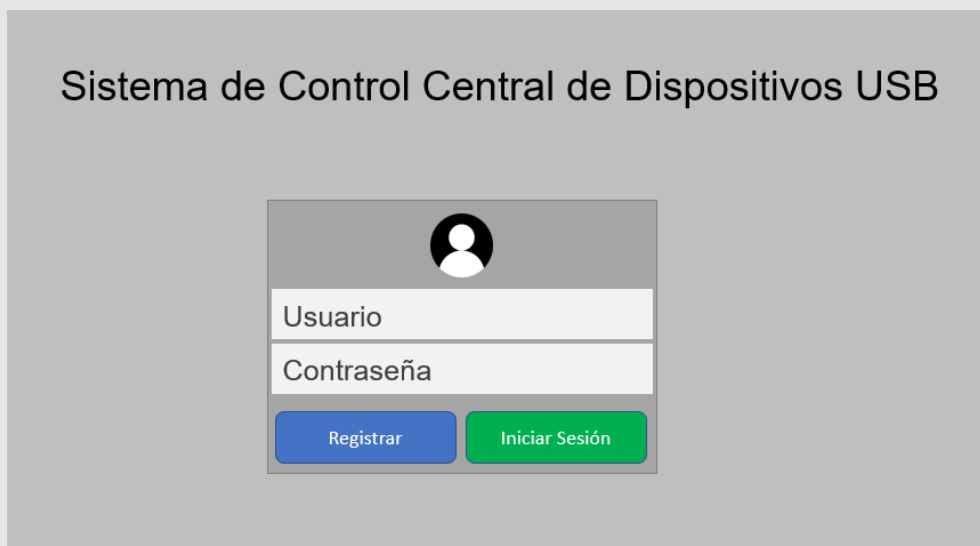 Sistema de Control Central de Dispositivos USB
Usuario
Contraseña
Registrar
Iniciar Sesión